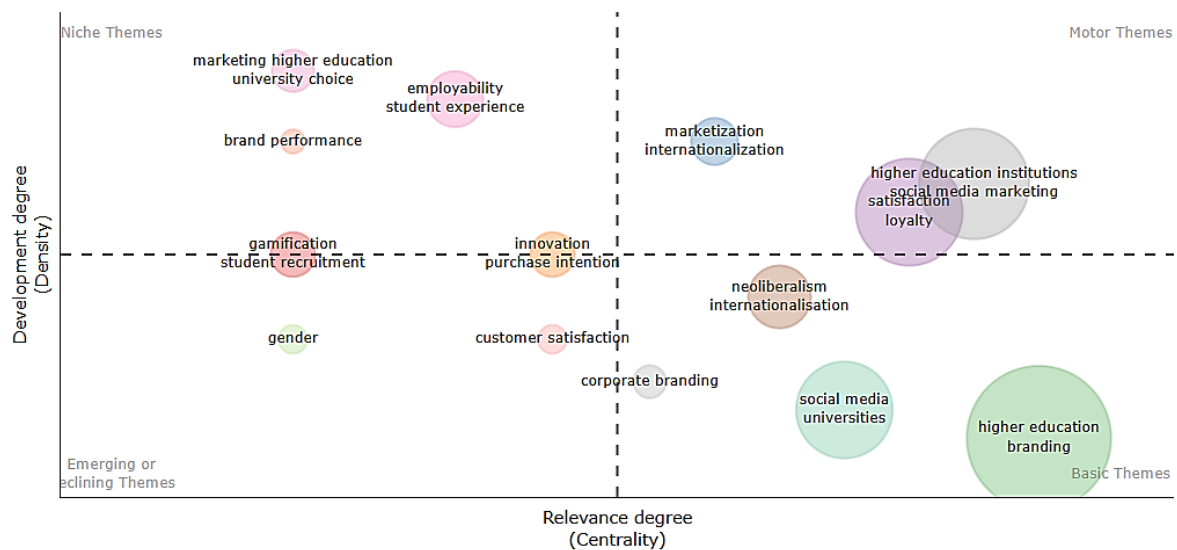 Niche Themes
Motor Themes
marketing higher education
university choice
employability
student experience
brand performance
marketization
internationalization
higher education institutions
social media marketing
satisfaction
loyalty
gamification
student recruitment
innovation
purchase intention
neoliberalism
internationalisation
gender
customer satisfaction
corporate branding
social media
universities
higher education
branding
Emerging or
eclining Themes
Basic Themes
Development degree
(Density)
Relevance degree
(Centrality)